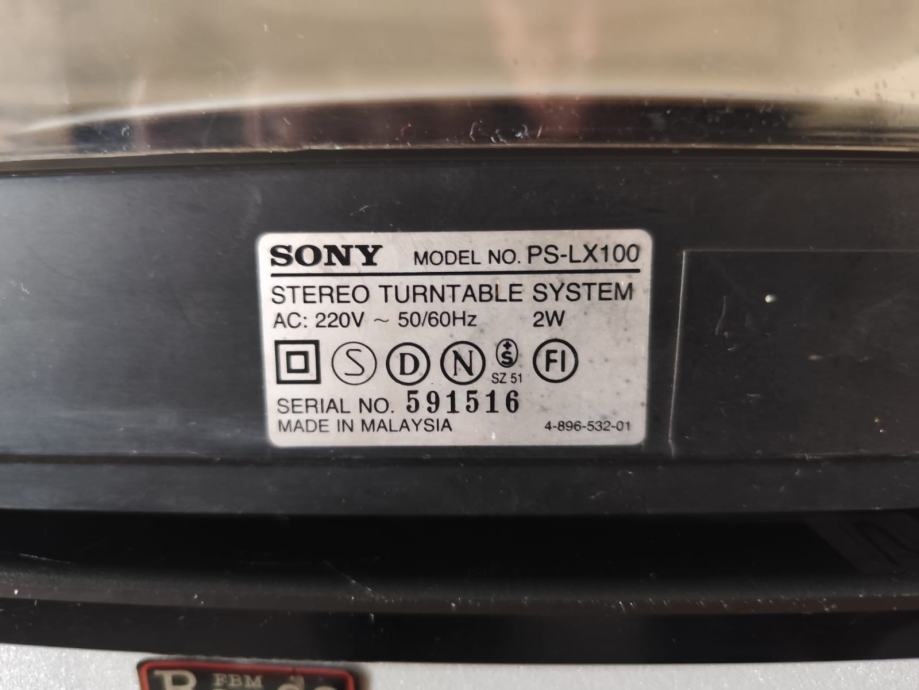 SONY MODEL NO. PS-LX100
STEREO TURNTABLE SYSTEM
AC: 220V ~ 50/60Hz 2W
S D N S FI
SZ 51
SERIAL NO. 591516
MADE IN MALAYSIA 4-896-532-01
FBM